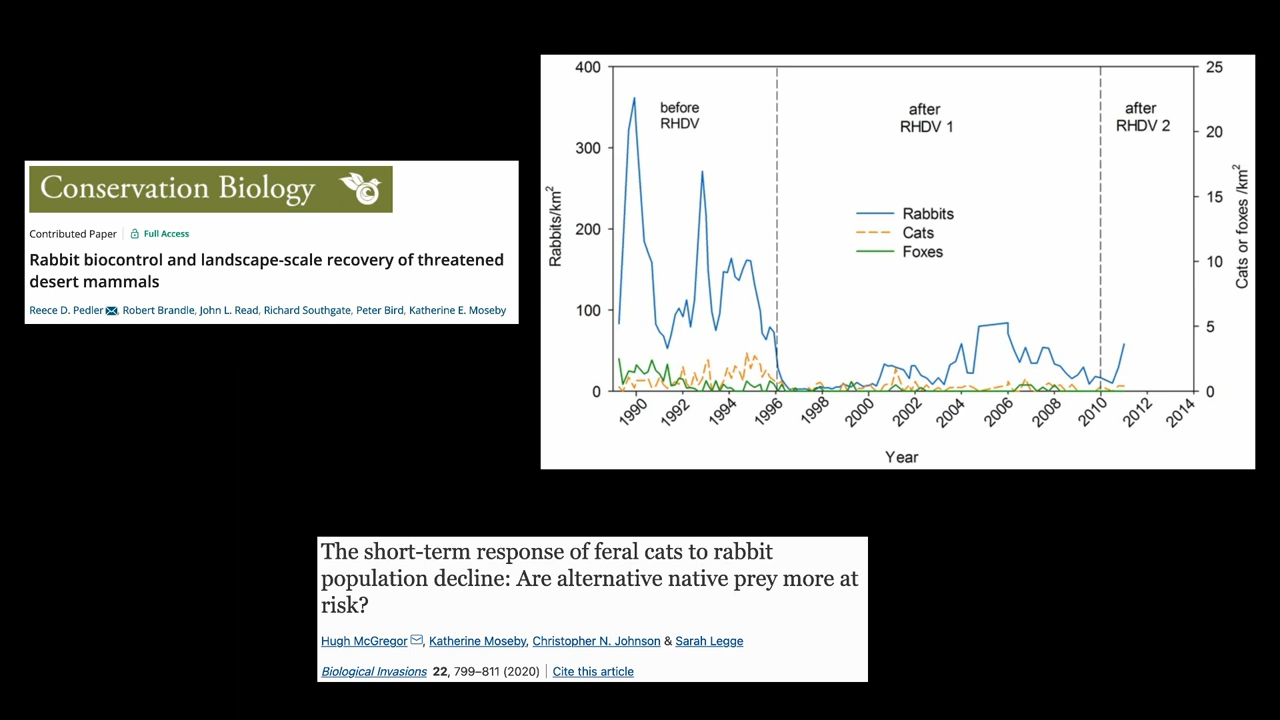 Conservation Biology
Contributed Paper | Full Access
Rabbit biocontrol and landscape-scale recovery of threatened
desert mammals
Reece D. Pedler, Robert Brandle, John L. Read, Richard Southgate, Peter Bird, Katherine E. Moseby
400
300
200
100
0
Rabbits/km²
before
RHDV
after
RHDV 1
after
RHDV 2
Rabbits
Cats
Foxes
25
20
15
10
5
0
Cats or foxes /km²
1990
1992
1994
1996
1998
2000
2002
2004
2006
2008
2010
2012
2014
Year
The short-term response of feral cats to rabbit
population decline: Are alternative native prey more at
risk?
Hugh McGregor, Katherine Moseby, Christopher N. Johnson & Sarah Legge
Biological Invasions 22, 799–811 (2020) | Cite this article